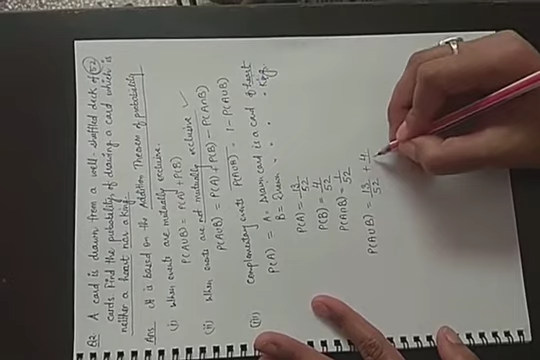 Q2 A card is drawn from a well-shuffled deck of 52
cards. Find the probability of drawing a card which is
neither a heart nor a king.
Ans It is based on the Addition Theorem of probability
(i) When events are mutually exclusive.
P(A∪B) = P(A) + P(B)
(ii) When events are not mutually exclusive ✓
P(A∪B) = P(A) + P(B) - P(A∩B)
(iii) complementary events P(A∩B) = 1 - P(A∪B)
P(A) = A = Drawn card is a card of heart
B = Drawn " " " " King.
P(A) = 13/52
P(B) = 4/52
P(A∩B) = 1/52
P(A∪B) = 13/52 + 4